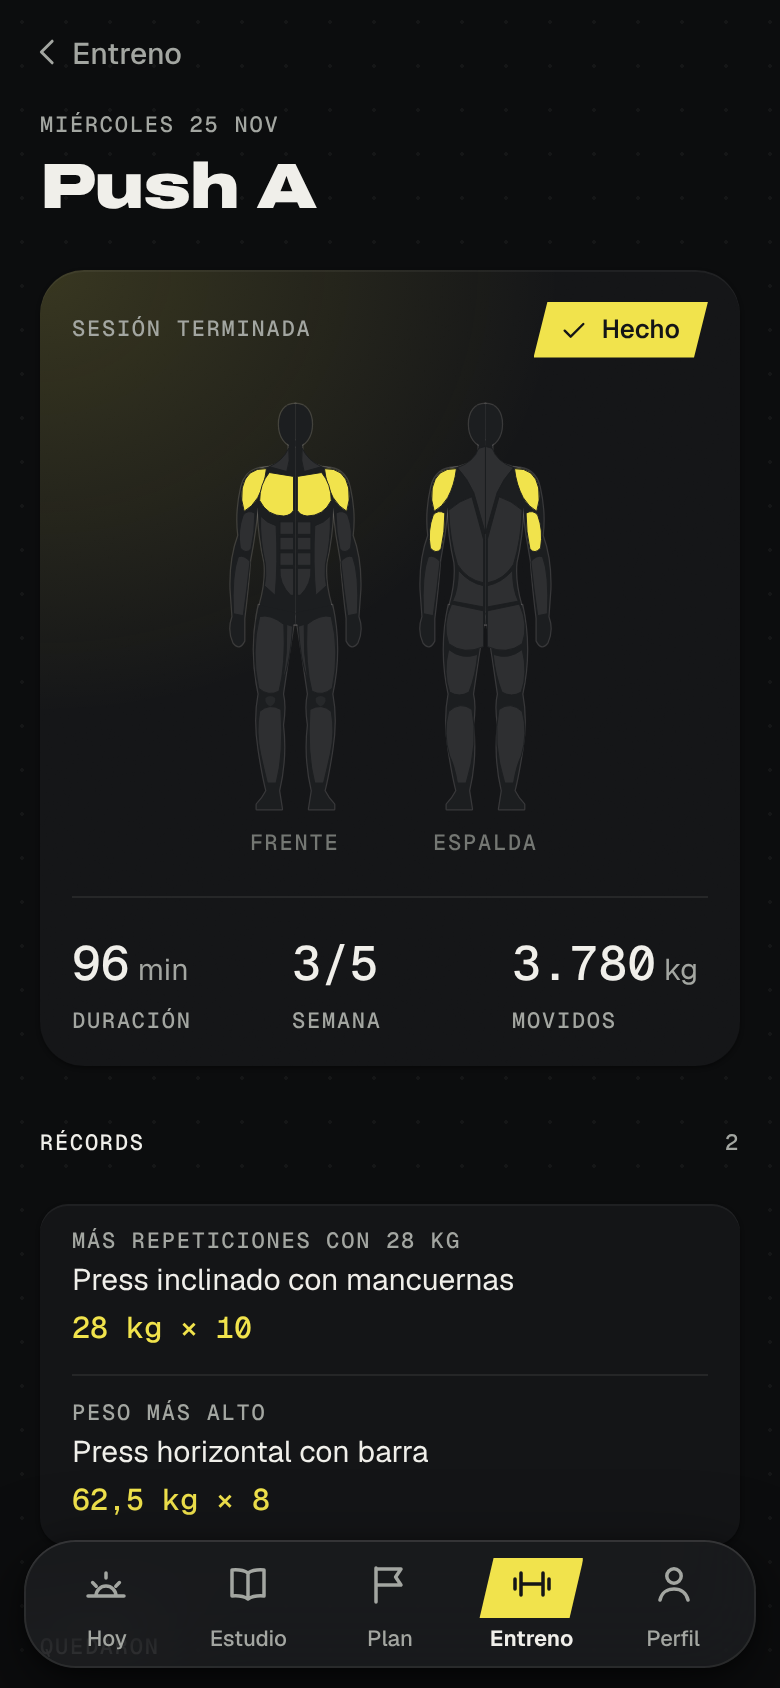 Entreno
MIÉRCOLES 25 NOV
Push A
SESIÓN TERMINADA
Hecho
FRENTE
ESPALDA
96 min
3/5
3.780 kg
DURACIÓN
SEMANA
MOVIDOS
RÉCORDS
2
MÁS REPETICIONES CON 28 KG
Press inclinado con mancuernas
28 kg × 10
PESO MÁS ALTO
Press horizontal con barra
62,5 kg × 8
QUEDARON
Hoy
Estudio
Plan
Entreno
Perfil